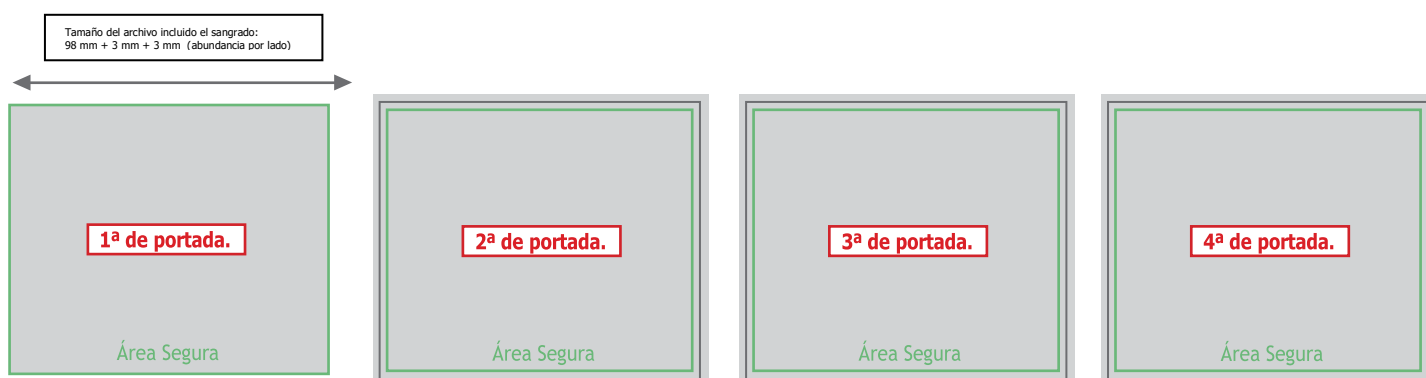 Tamaño del archivo incluido el sangrado:
98 mm + 3 mm + 3 mm (abundancia por lado)
1ª de portada.
2ª de portada.
3ª de portada.
4ª de portada.
Área Segura
Área Segura
Área Segura
Área Segura